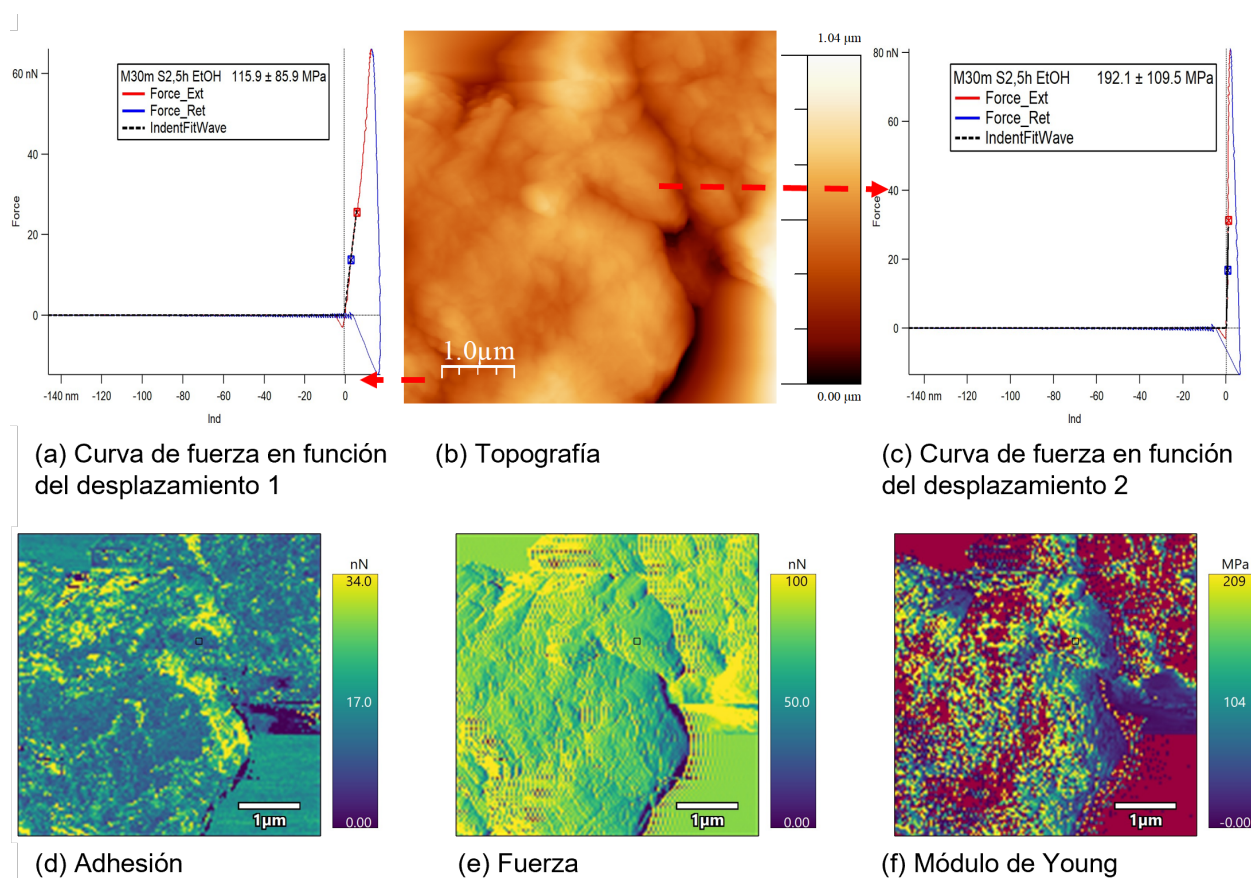 M30m S2,5h EtOH 115.9 ± 85.9 MPa
Force_Ext
Force_Ret
IndentFitWave
60 nN
40
20
0
Force
-140 nm -120 -100 -80 -60 -40 -20 0
Ind
1.04 µm
0.00 µm
1.0µm
M30m S2,5h EtOH 192.1 ± 109.5 MPa
Force_Ext
Force_Ret
IndentFitWave
80 nN
60
40
20
0
Force
-140 nm -120 -100 -80 -60 -40 -20 0
Ind
(a) Curva de fuerza en función
del desplazamiento 1
(b) Topografía
(c) Curva de fuerza en función
del desplazamiento 2
nN
34.0
17.0
0.00
1µm
nN
100
50.0
0.00
1µm
MPa
209
104
-0.00
1µm
(d) Adhesión
(e) Fuerza
(f) Módulo de Young